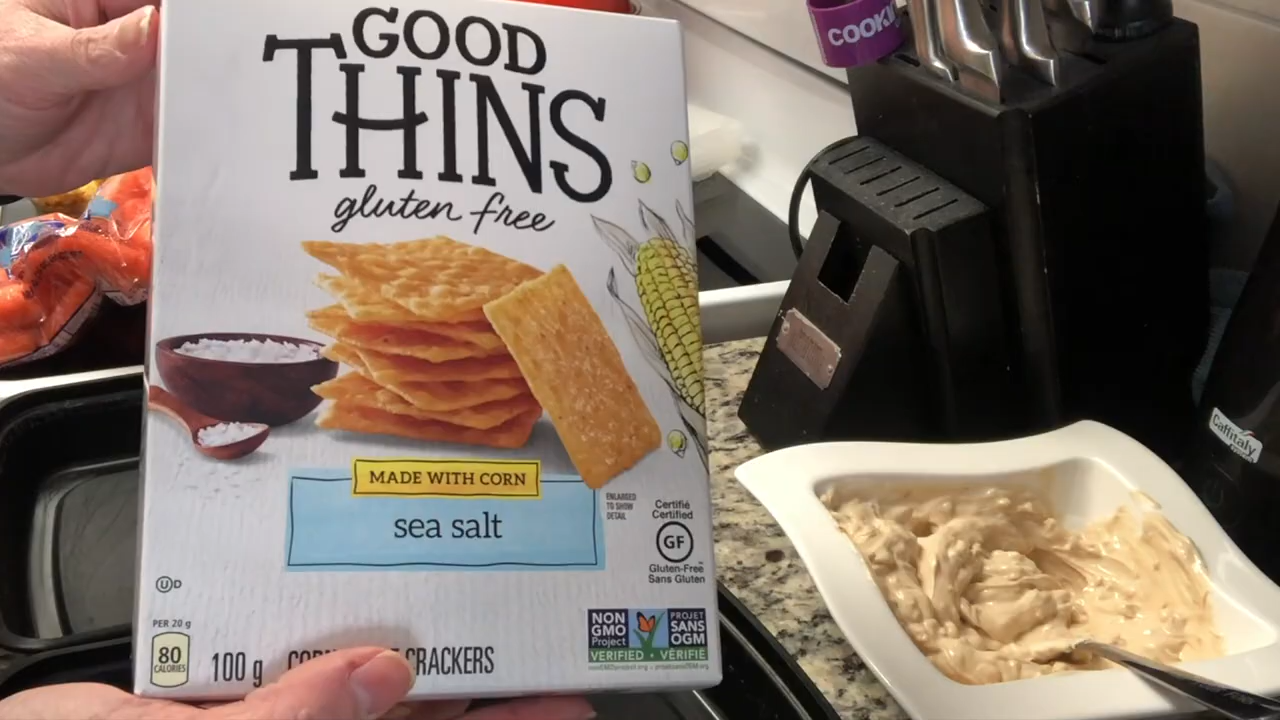 GOOD
THINS
gluten free
MADE WITH CORN
sea salt
ENLARGED
TO SHOW
DETAIL
Certifié
Certified
GF
Gluten-Free
Sans Gluten
U D
PER 20 g
80
CALORIES
100 g
CRACKERS
NON
GMO
Project
PROJET
SANS
OGM
VERIFIED • VÉRIFIÉ
COOKI
Caffitaly